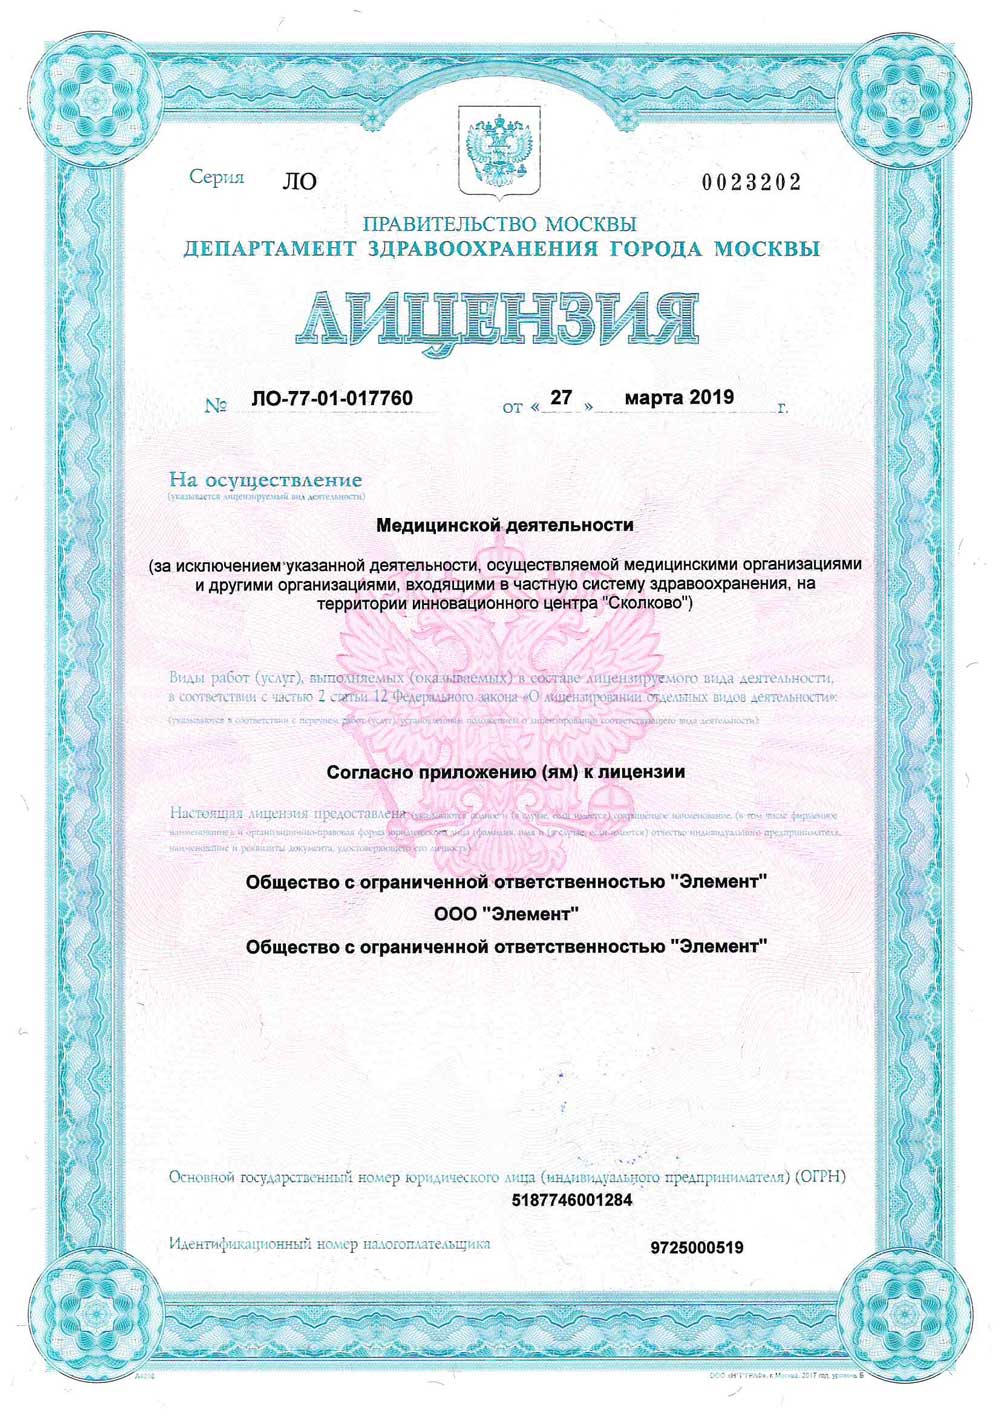 Серия ЛО 0023202
ПРАВИТЕЛЬСТВО МОСКВЫ
ДЕПАРТАМЕНТ ЗДРАВООХРАНЕНИЯ ГОРОДА МОСКВЫ
ЛИЦЕНЗИЯ
№ ЛО-77-01-017760 от « 27 » марта 2019 г.
На осуществление
(указывается лицензируемый вид деятельности)
Медицинской деятельности
(за исключением указанной деятельности, осуществляемой медицинскими организациями
и другими организациями, входящими в частную систему здравоохранения, на
территории инновационного центра "Сколково")
Виды работ (услуг), выполняемых (оказываемых) в составе лицензируемого вида деятельности,
в соответствии с частью 2 статьи 12 Федерального закона «О лицензировании отдельных видов деятельности»:
(указываются в соответствии с перечнем работ (услуг), установленным положением о лицензировании соответствующего вида деятельности)
Согласно приложению (ям) к лицензии
Настоящая лицензия предоставлена (указываются полное и (в случае, если имеется) сокращённое наименование, (в том числе фирменное
наименование), и организационно-правовая форма юридического лица (фамилия, имя и (в случае, если имеется) отчество индивидуального предпринимателя,
наименование и реквизиты документа, удостоверяющего его личность)
Общество с ограниченной ответственностью "Элемент"
ООО "Элемент"
Общество с ограниченной ответственностью "Элемент"
Основной государственный номер юридического лица (индивидуального предпринимателя) (ОГРН)
5187746001284
Идентификационный номер налогоплательщика 9725000519
г. Москва, 2017 год, уровень Б